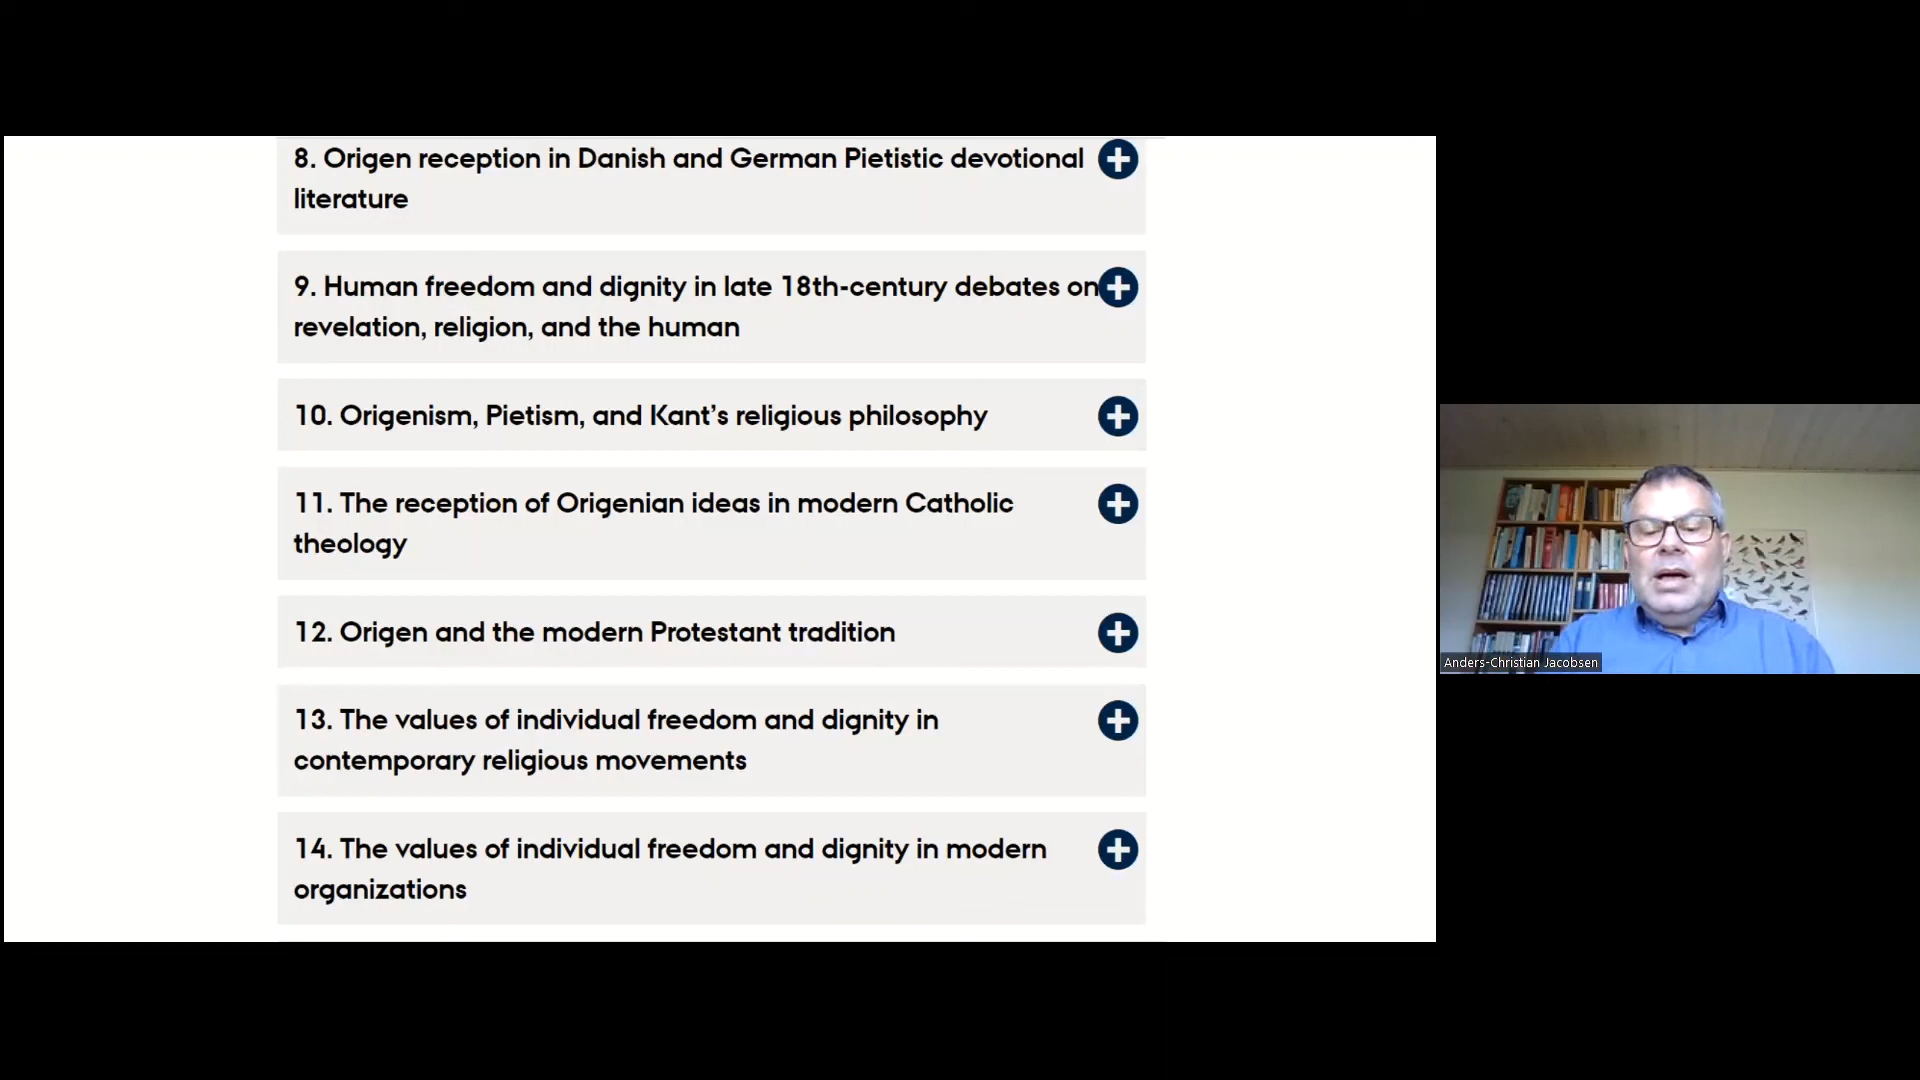 8. Origen reception in Danish and German Pietistic devotional
literature
9. Human freedom and dignity in late 18th-century debates on
revelation, religion, and the human
10. Origenism, Pietism, and Kant’s religious philosophy
11. The reception of Origenian ideas in modern Catholic
theology
12. Origen and the modern Protestant tradition
13. The values of individual freedom and dignity in
contemporary religious movements
14. The values of individual freedom and dignity in modern
organizations
Anders-Christian Jacobsen